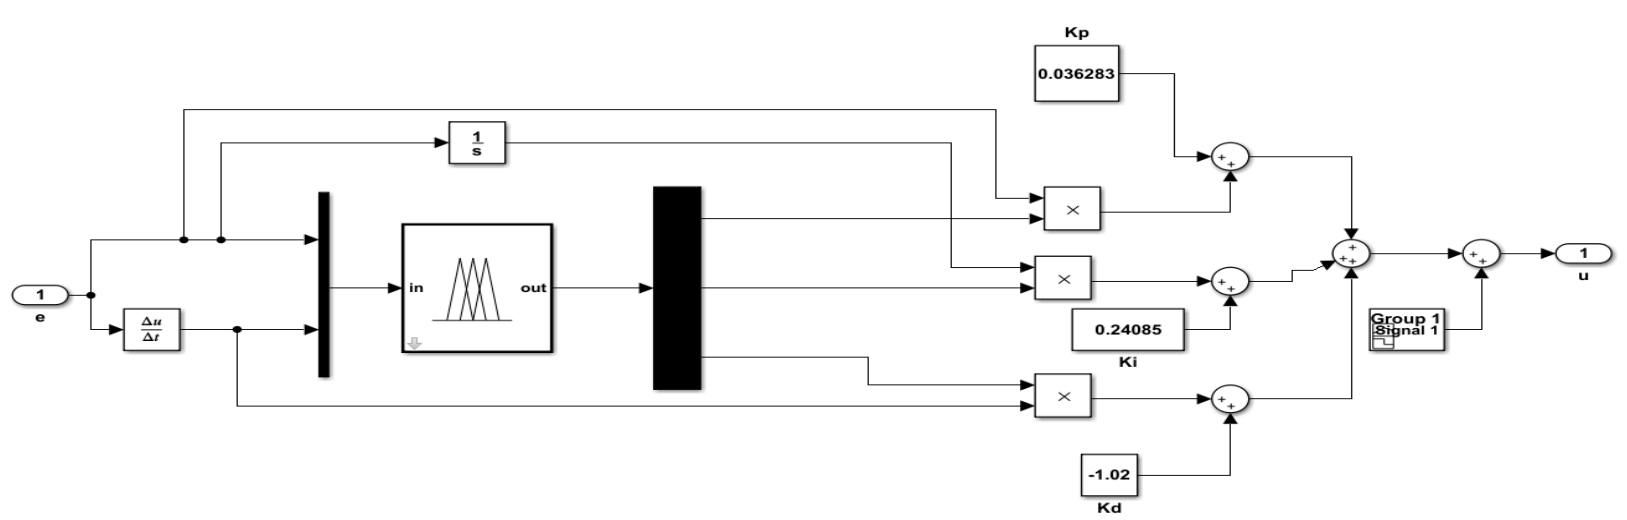 Kp
0.036283
1
s
×
+
+
in
out
1
e
Δu
Δt
×
+
+
+
++
+
+
1
u
Group 1
Signal 1
0.24085
Ki
×
+
+
-1.02
Kd